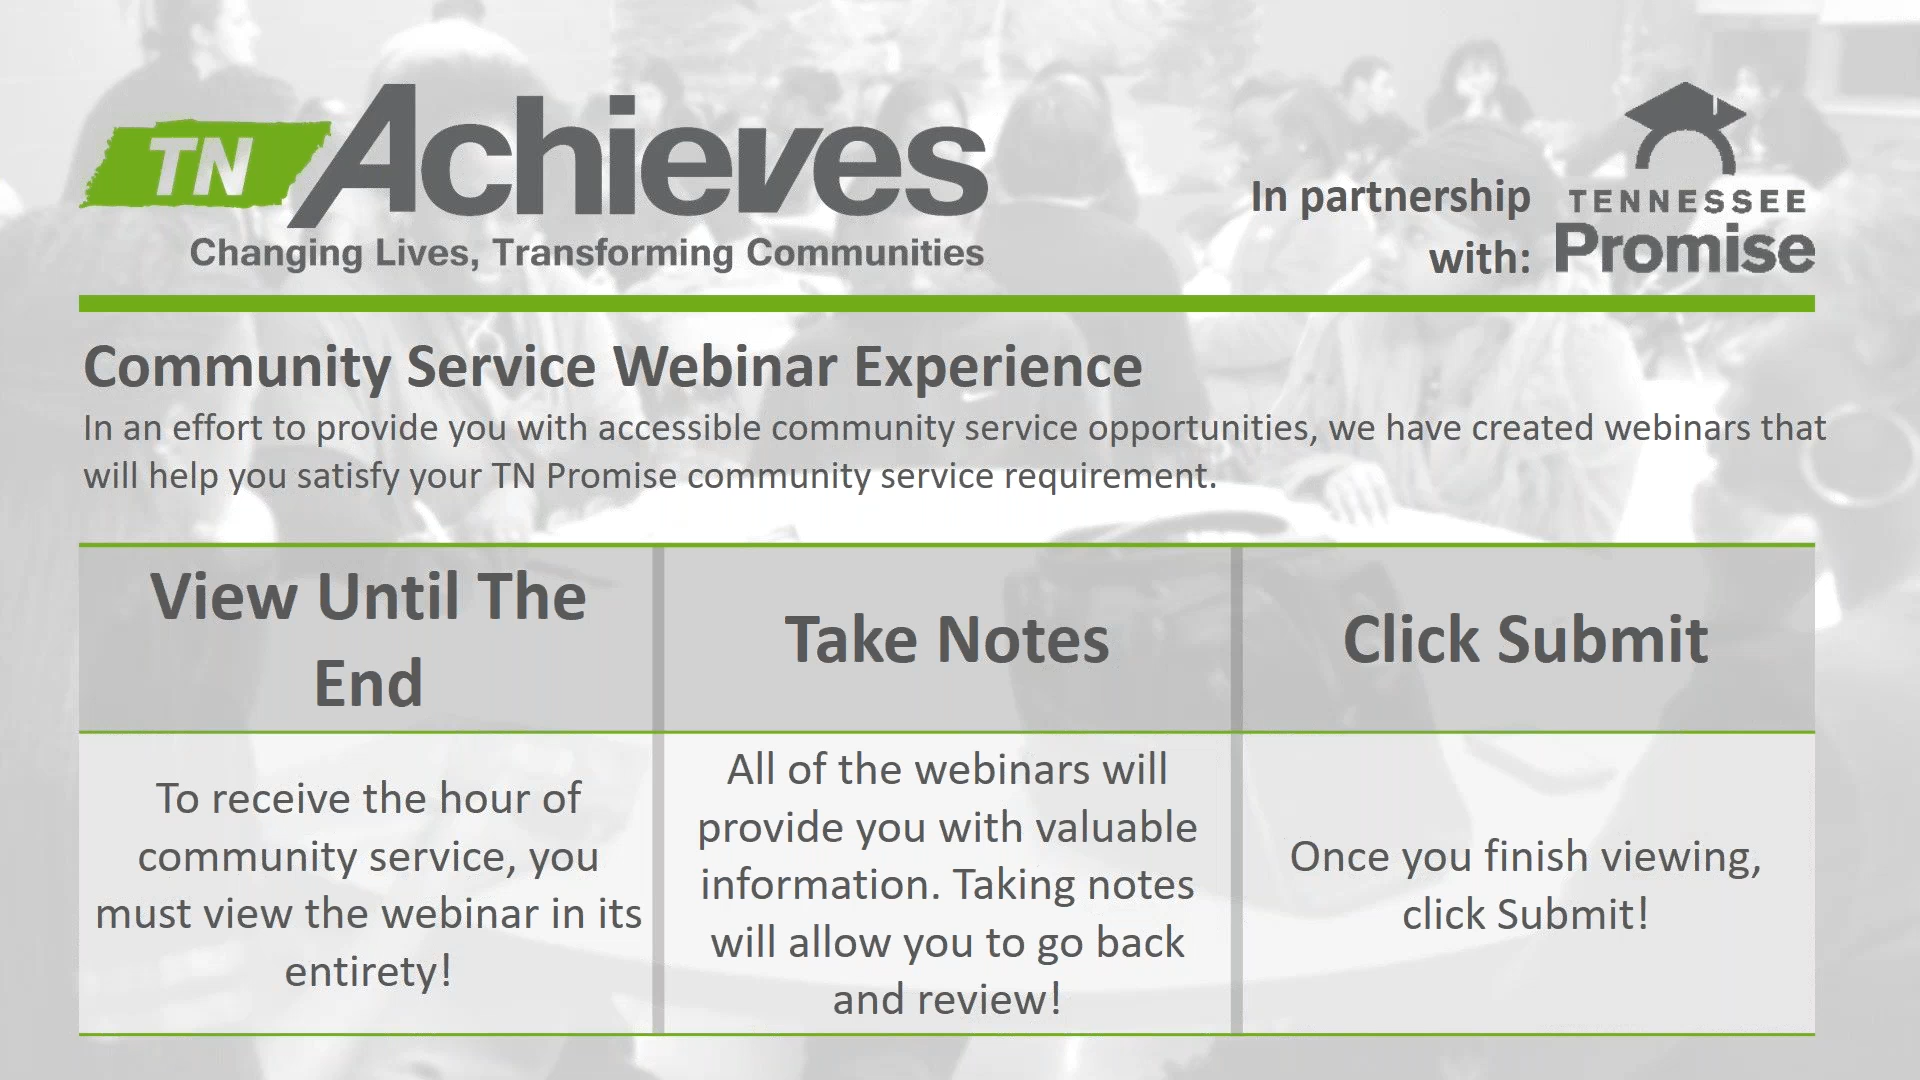 TN Achieves
Changing Lives, Transforming Communities
In partnership
with:
TENNESSEE
Promise
Community Service Webinar Experience
In an effort to provide you with accessible community service opportunities, we have created webinars that
will help you satisfy your TN Promise community service requirement.
View Until The
End
Take Notes
Click Submit
To receive the hour of
community service, you
must view the webinar in its
entirety!
All of the webinars will
provide you with valuable
information. Taking notes
will allow you to go back
and review!
Once you finish viewing,
click Submit!